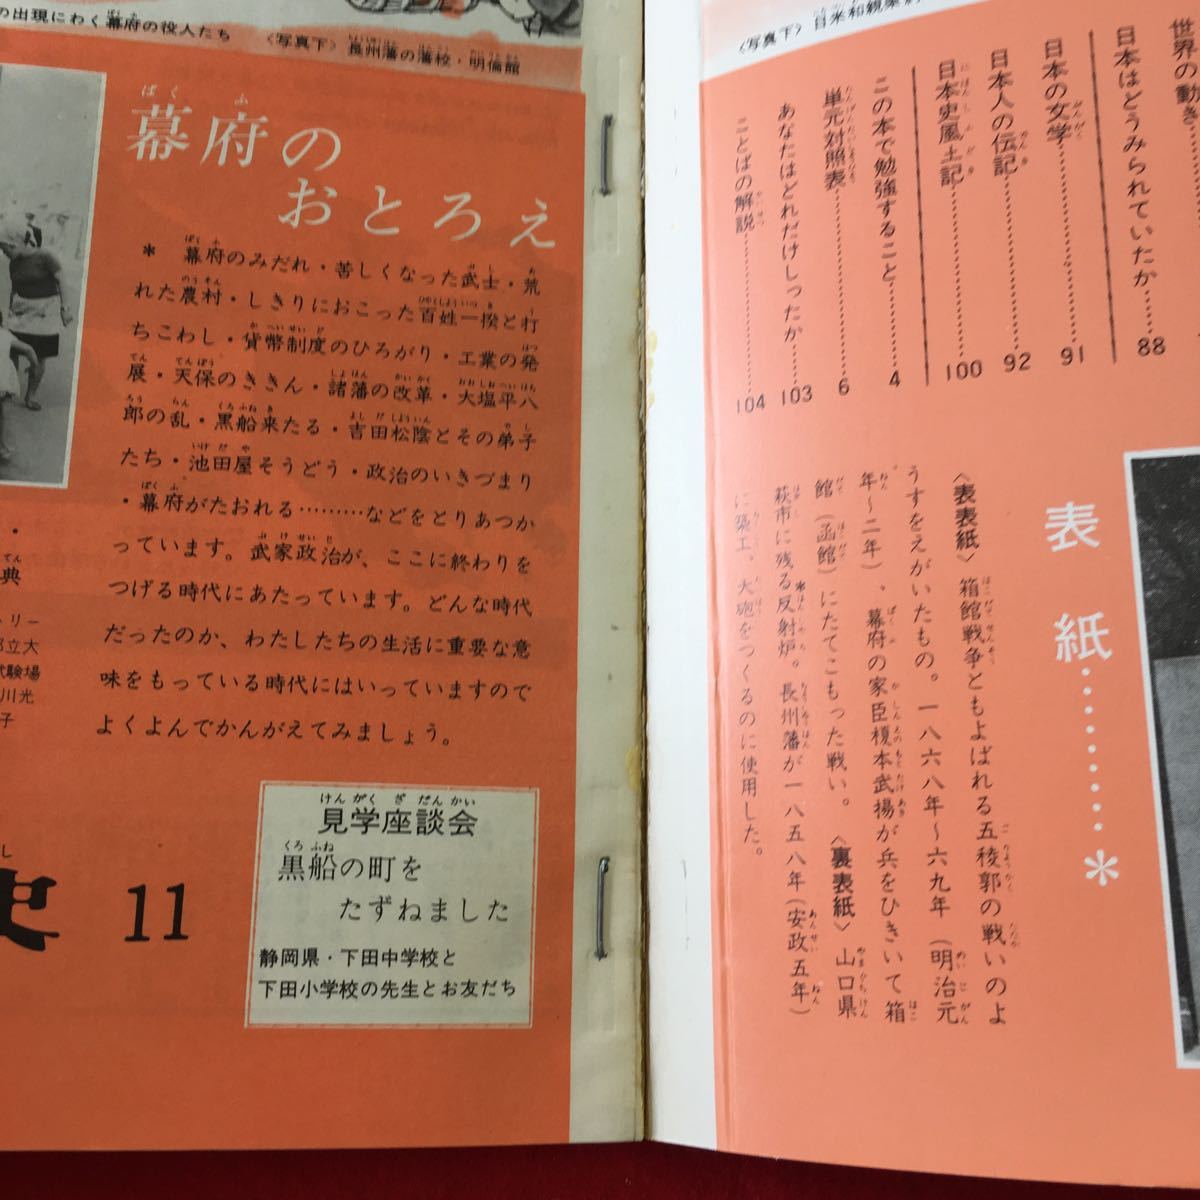 の出現にわく幕府の役人たち 〈写真下〉長州藩の藩校・明倫館
幕府のおとろえ
* 幕府のみだれ・苦しくなった武士・荒
れた農村・しきりにおこった百姓一揆と打
ちこわし・貨幣制度のひろがり・工業の発
展・天保のききん・諸藩の改革・大塩平八
郎の乱・黒船来たる・吉田松陰とその弟子
たち・池田屋そうどう・政治のいきづまり
・幕府がたおれる………などをとりあつか
っています。武家政治が、ここに終わりを
つげる時代にあたっています。どんな時代
だったのか、わたしたちの生活に重要な意
味をもっている時代にはいっていますので
よくよんでかんがえてみましょう。
典
リー
立大
試験場
川光
子
史 11
見学座談会
黒船の町を
たずねました
静岡県・下田中学校と
下田小学校の先生とお友だち
〈写真下〉日米和親条
世界の動き
日本はどうみられていたか……88
日本の文学……91
日本人の伝記……92
日本史風土記……100
この本で勉強すること……4
単元対照表……6
あなたはどれだけしったか……103
ことばの解説……104
表紙………*
〈表表紙〉箱館戦争ともよばれる五稜郭の戦いのよ
うすをえがいたもの。一八六八年〜六九年(明治元
年〜二年)、幕府の家臣榎本武揚が兵をひきいて箱
館(函館)にたてこもった戦い。〈裏表紙〉山口県
萩市に残る*反射炉。長州藩が一八五八年(安政五年)
に築工、大砲をつくるのに使用した。